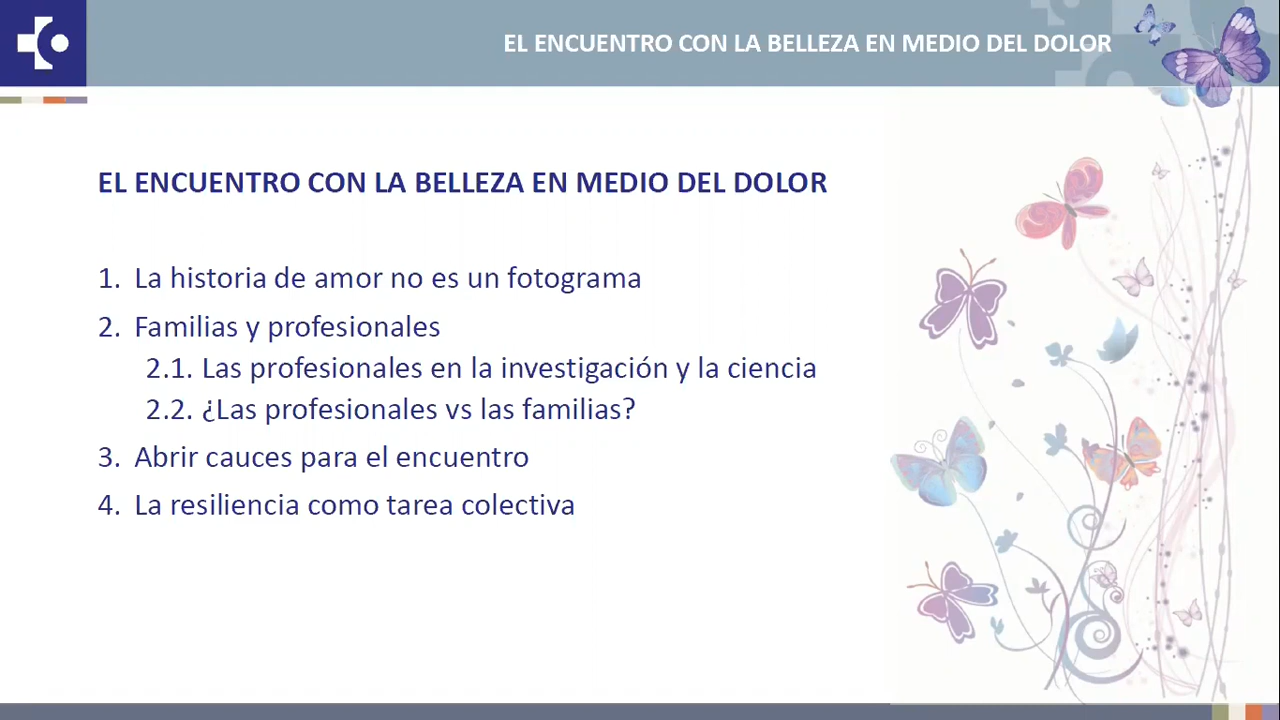 EL ENCUENTRO CON LA BELLEZA EN MEDIO DEL DOLOR
EL ENCUENTRO CON LA BELLEZA EN MEDIO DEL DOLOR
1. La historia de amor no es un fotograma
2. Familias y profesionales
2.1. Las profesionales en la investigación y la ciencia
2.2. ¿Las profesionales vs las familias?
3. Abrir cauces para el encuentro
4. La resiliencia como tarea colectiva